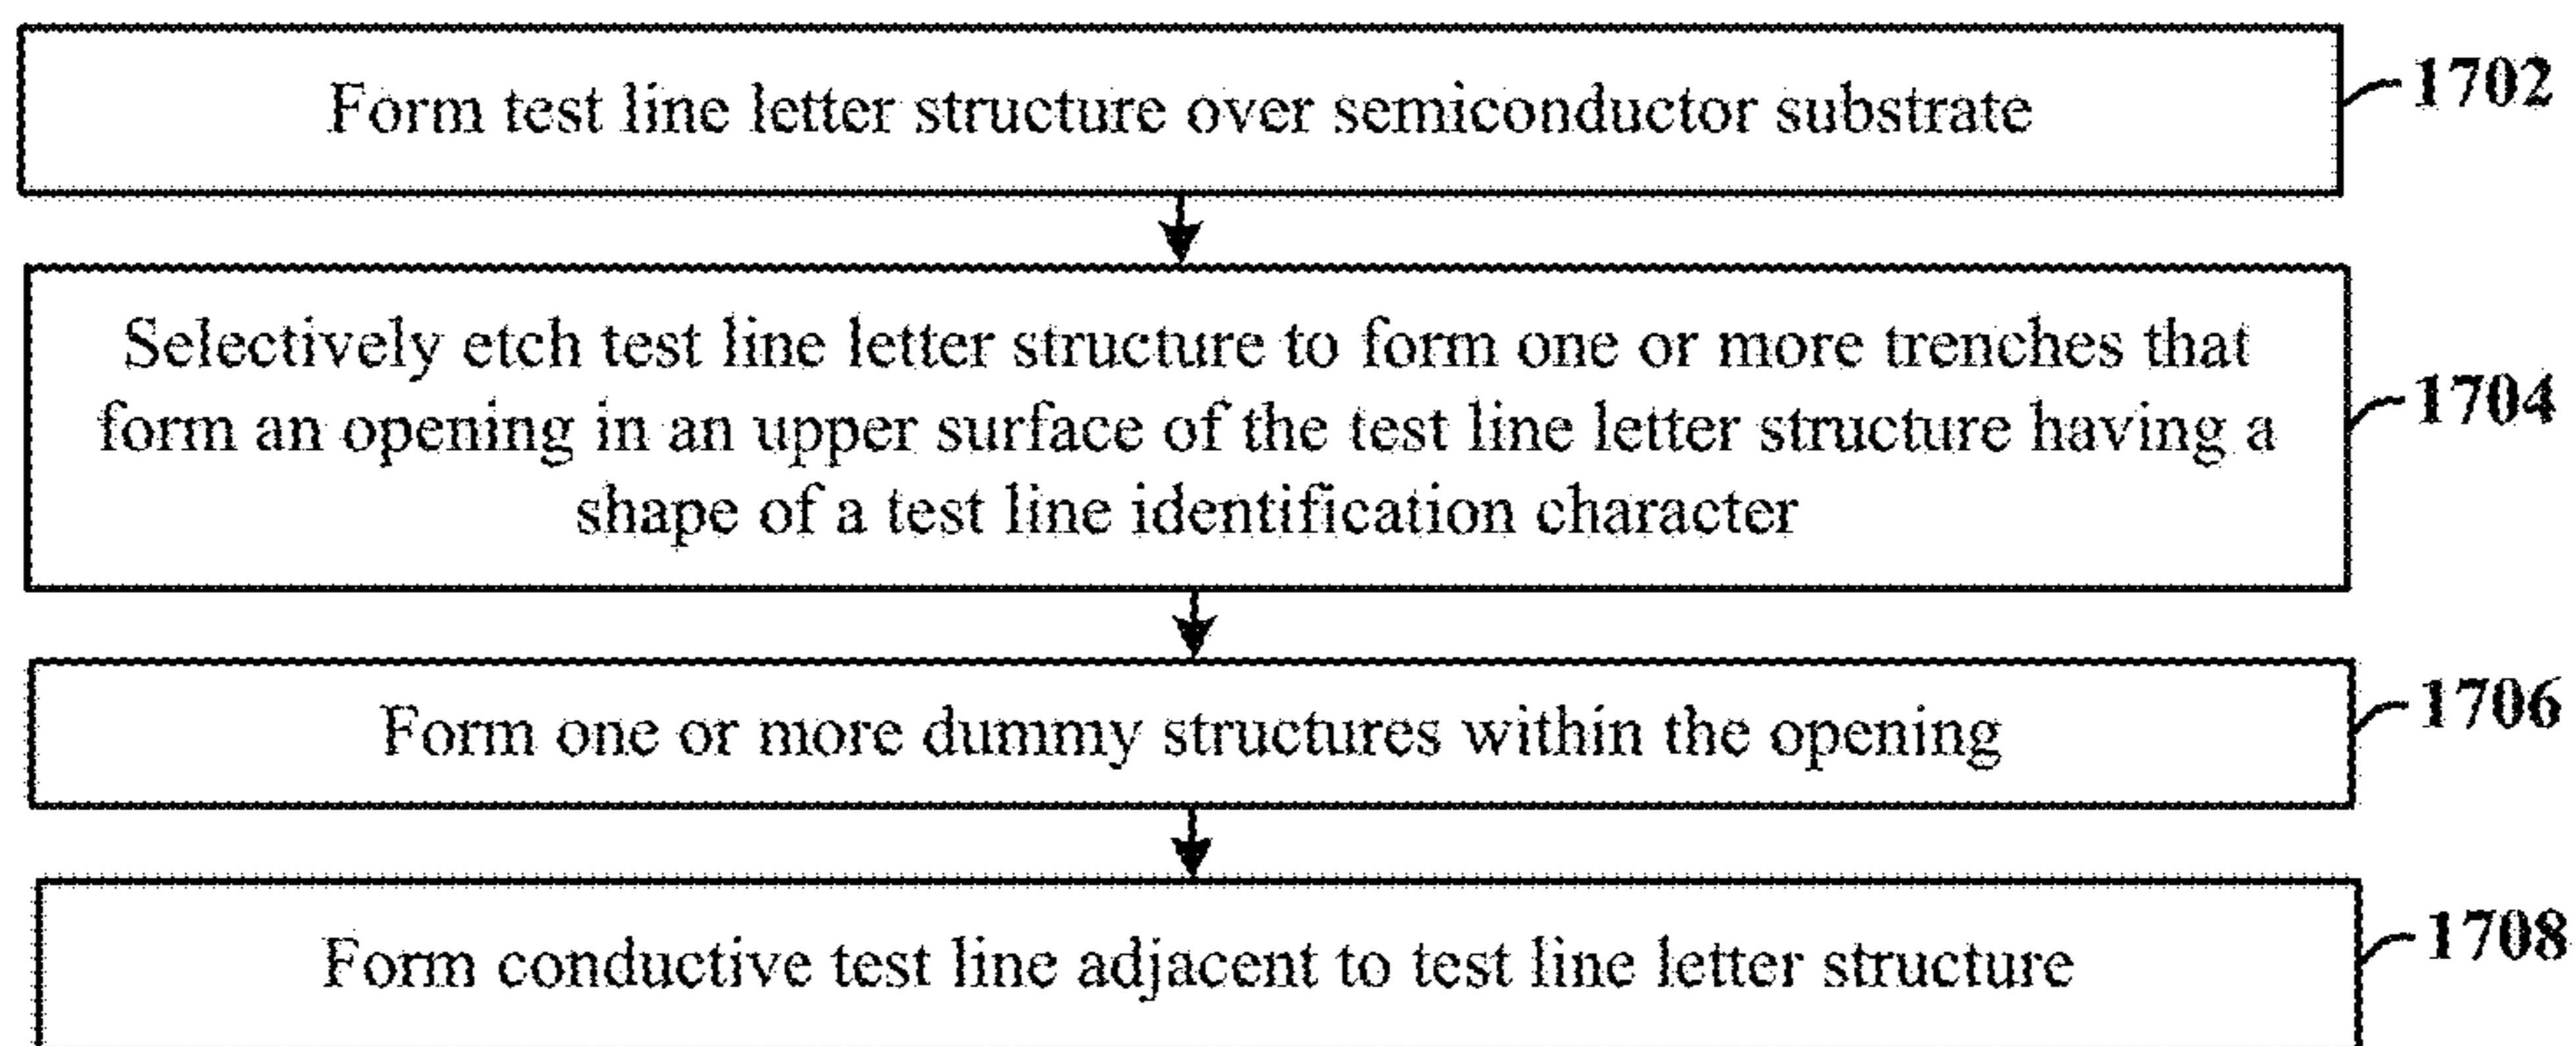 Form test line letter structure over semiconductor substrate
1702
Selectively etch test line letter structure to form one or more trenches that
form an opening in an upper surface of the test line letter structure having a
shape of a test line identification character
1704
Form one or more dummy structures within the opening
1706
Form conductive test line adjacent to test line letter structure
1708